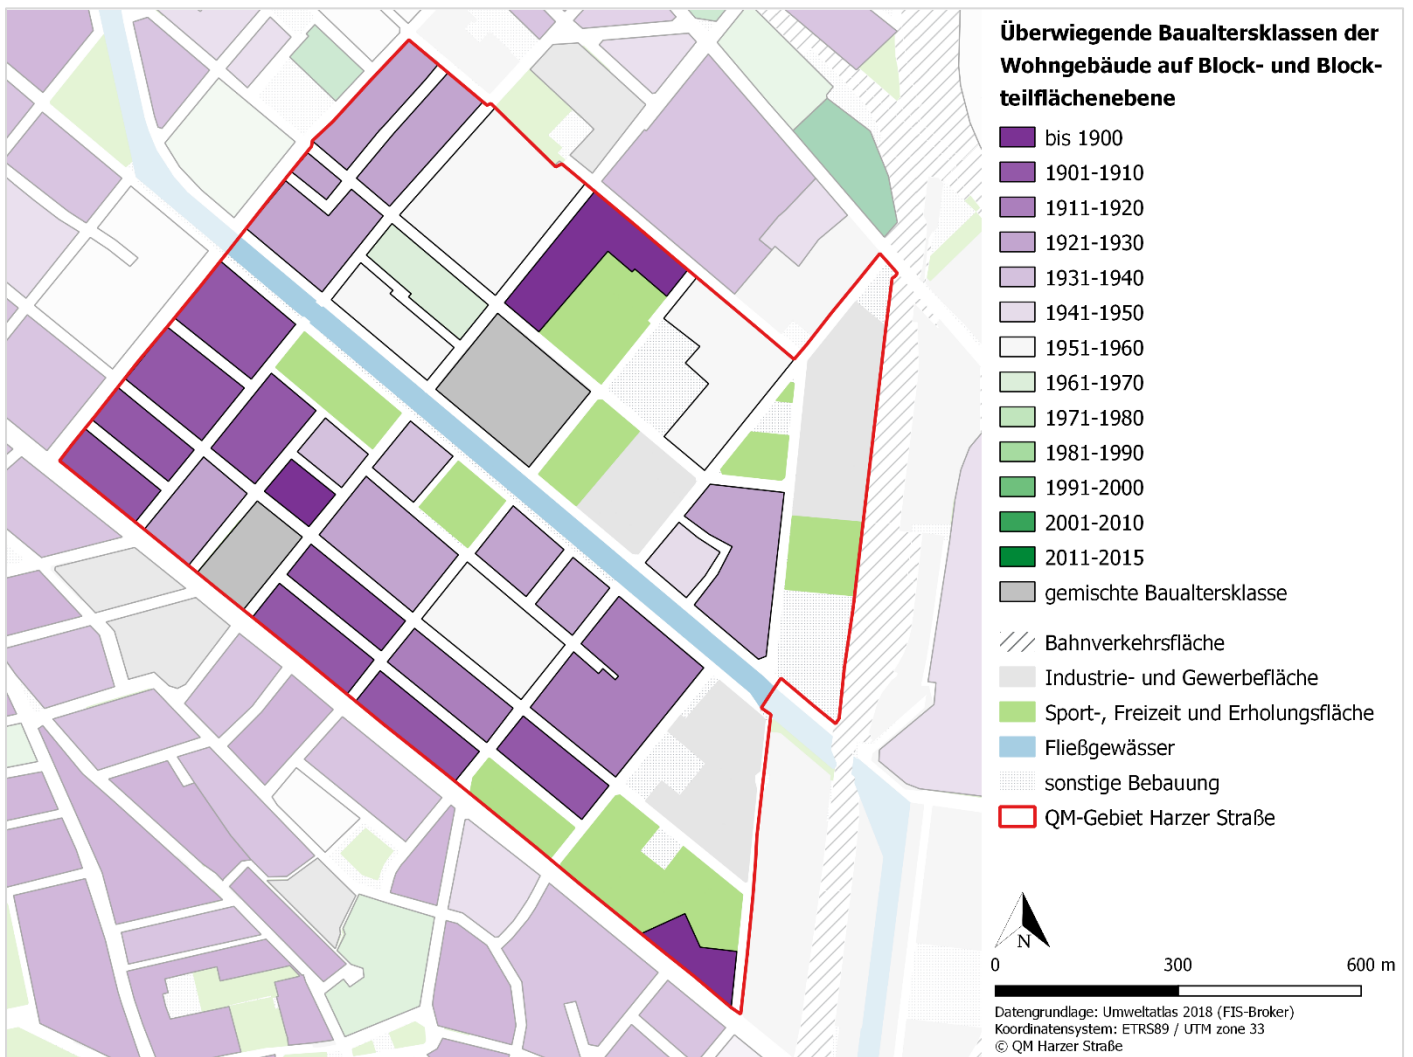 Überwiegende Baualtersklassen der
Wohngebäude auf Block- und Block-
teilflächenebene
bis 1900
1901-1910
1911-1920
1921-1930
1931-1940
1941-1950
1951-1960
1961-1970
1971-1980
1981-1990
1991-2000
2001-2010
2011-2015
gemischte Baualtersklasse
Bahnverkehrsfläche
Industrie- und Gewerbefläche
Sport-, Freizeit und Erholungsfläche
Fließgewässer
sonstige Bebauung
QM-Gebiet Harzer Straße
N
0 300 600 m
Datengrundlage: Umweltatlas 2018 (FIS-Broker)
Koordinatensystem: ETRS89 / UTM zone 33
© QM Harzer Straße